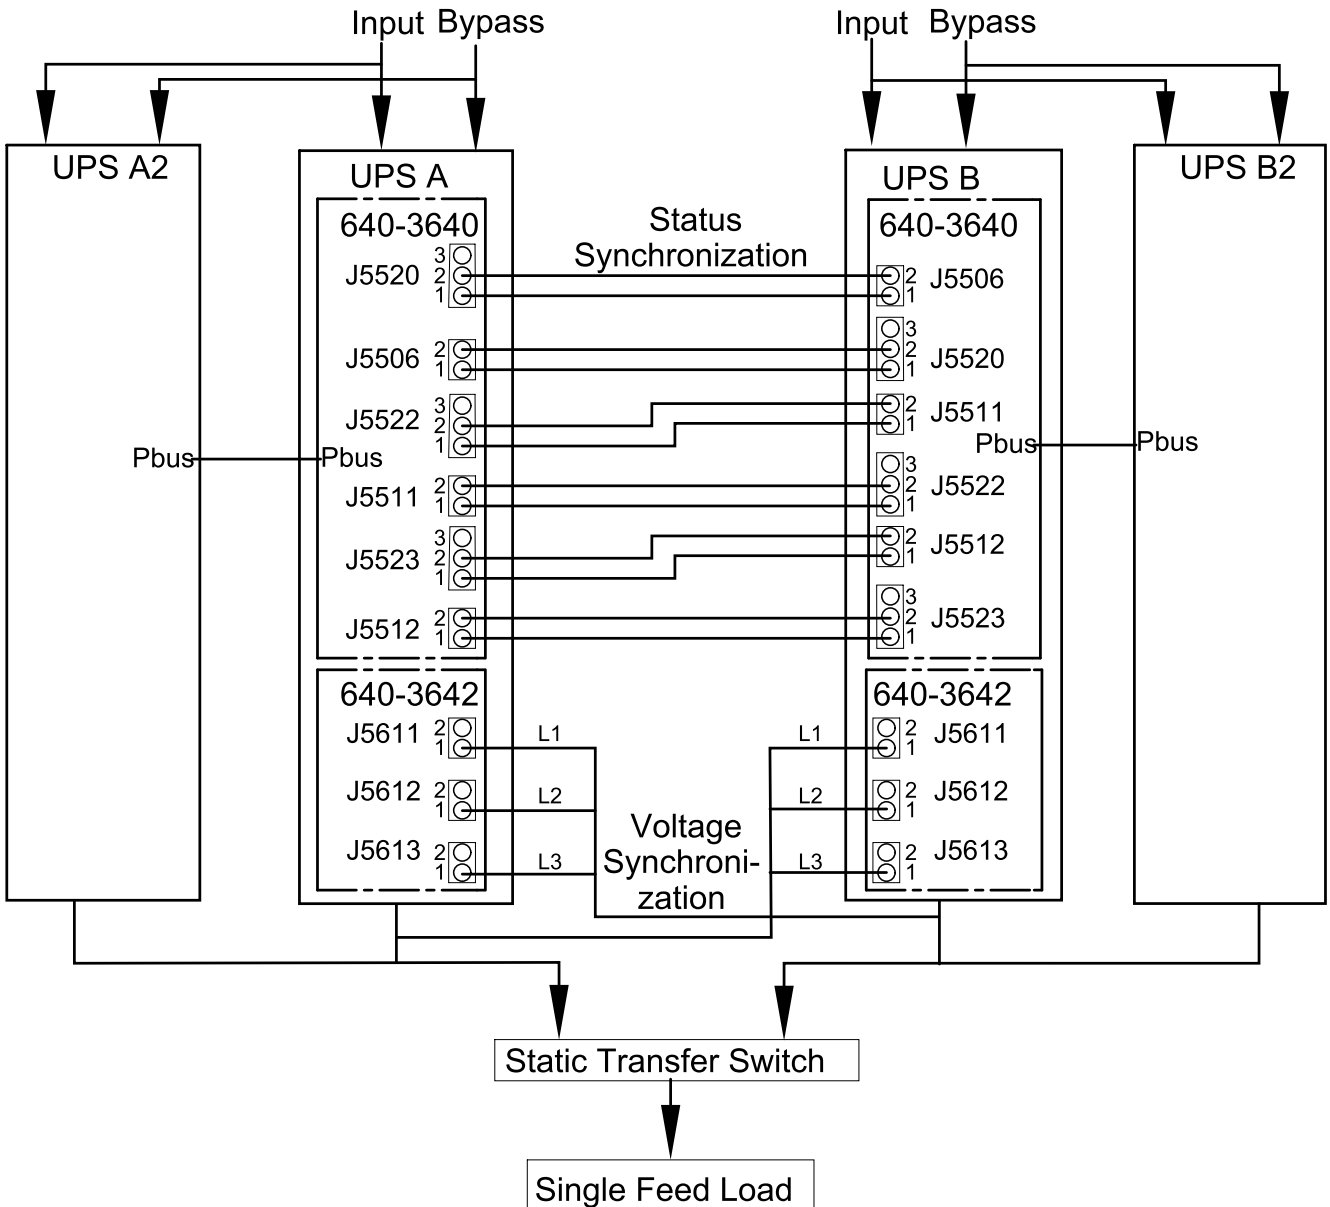 Input Bypass
Input Bypass
UPS A2
UPS A
640-3640
J5520
3
2
1
J5506
2
1
J5522
3
2
1
Pbus
Pbus
J5511
2
1
J5523
3
2
1
J5512
2
1
640-3642
J5611
2
1
J5612
2
1
J5613
2
1
Status
Synchronization
L1
L2
L3
Voltage
Synchroni-
zation
L1
L2
L3
UPS B
640-3640
2
1
J5506
3
2
1
J5520
2
1
J5511
Pbus
Pbus
3
2
1
J5522
2
1
J5512
3
2
1
J5523
640-3642
2
1
J5611
2
1
J5612
2
1
J5613
UPS B2
Static Transfer Switch
Single Feed Load